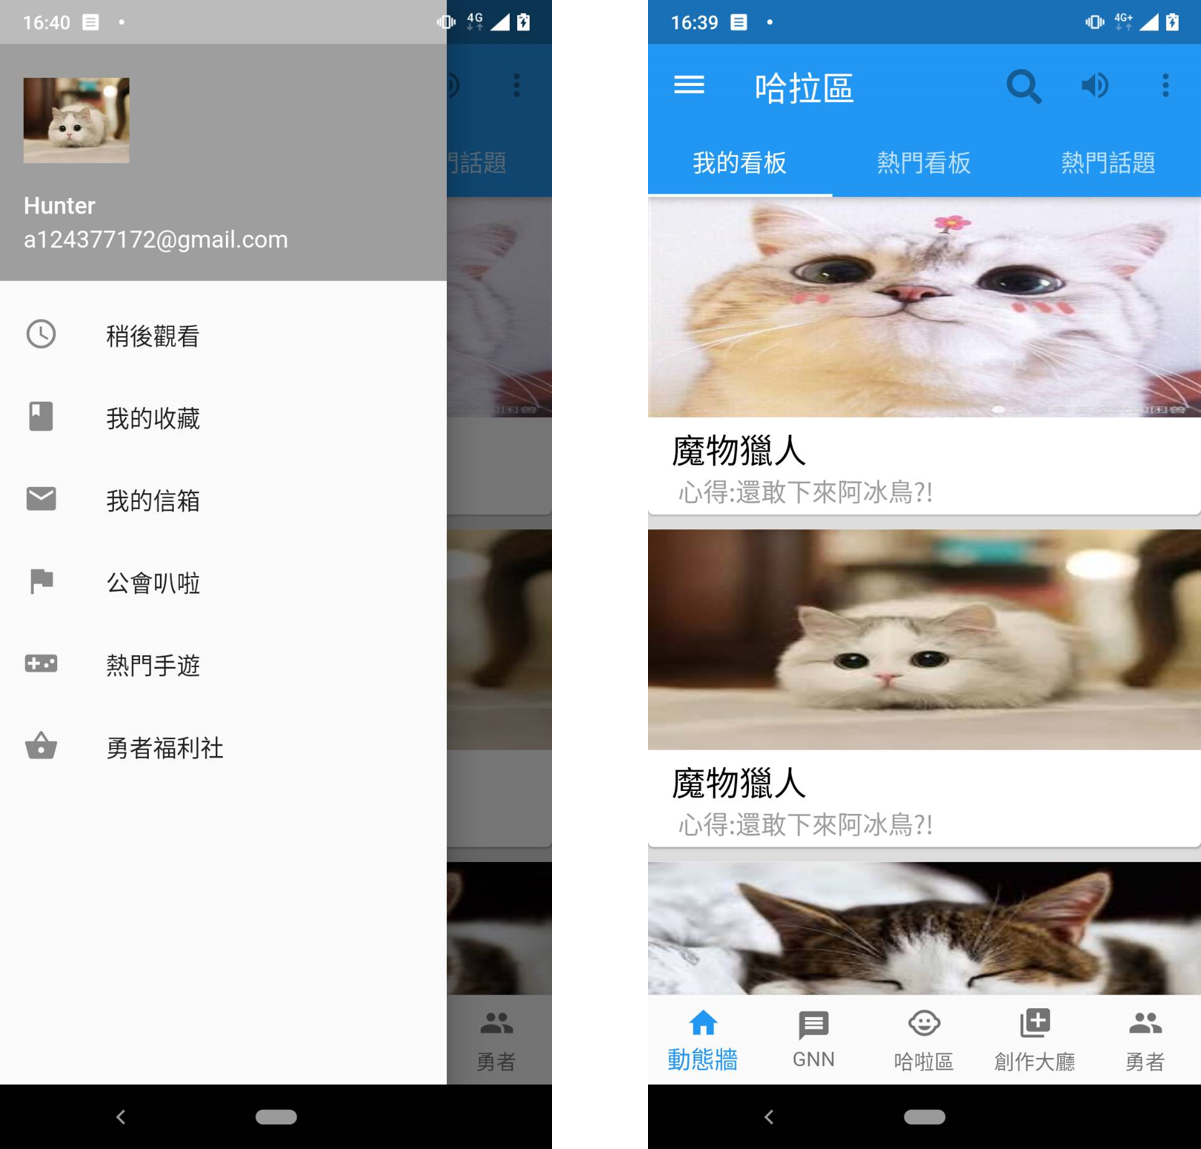 16:40
4G
門話題
Hunter
a124377172@gmail.com
稍後觀看
我的收藏
我的信箱
公會叭啦
熱門手遊
勇者福利社
勇者
16:39
4G+
哈拉區
我的看板
熱門看板
熱門話題
魔物獵人
心得:還敢下來阿冰鳥?!
魔物獵人
心得:還敢下來阿冰鳥?!
動態牆
GNN
哈啦區
創作大廳
勇者